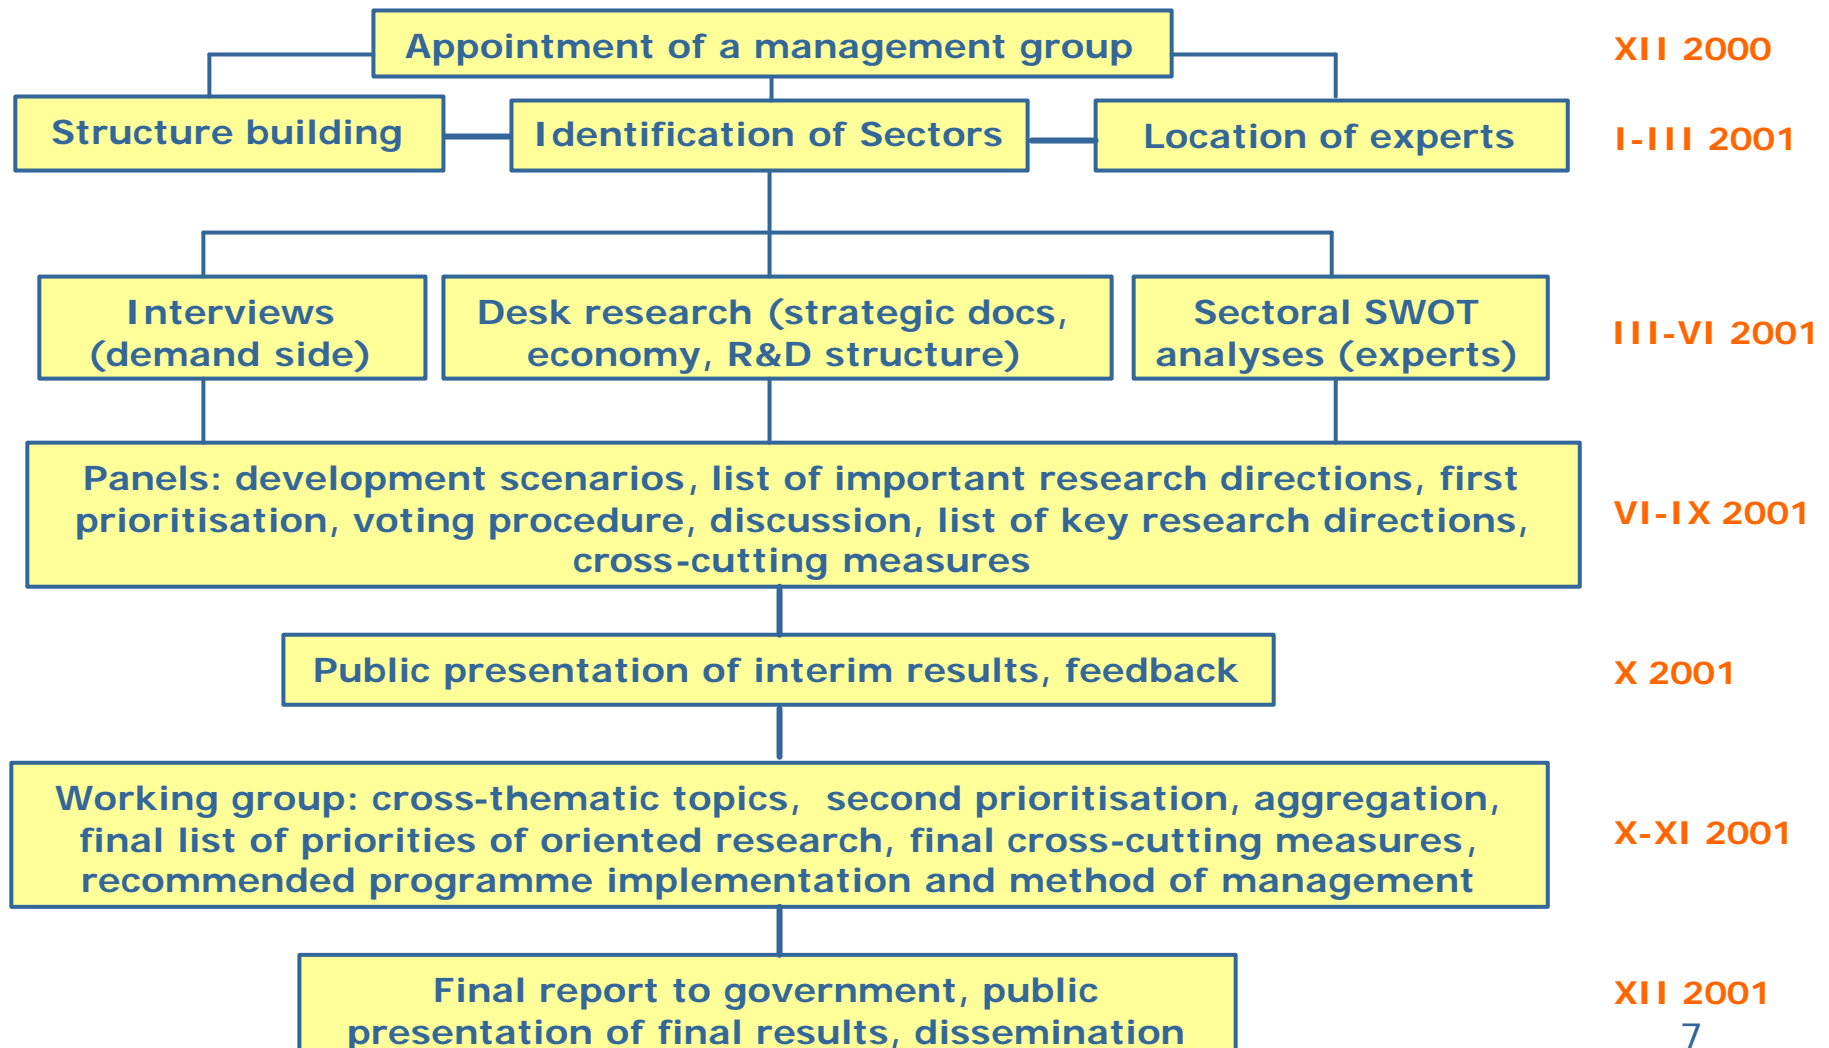 Appointment of a management group
XII 2000
Structure building
Identification of Sectors
Location of experts
I-III 2001
Interviews
(demand side)
Desk research (strategic docs,
economy, R&D structure)
Sectoral SWOT
analyses (experts)
III-VI 2001
Panels: development scenarios, list of important research directions, first
prioritisation, voting procedure, discussion, list of key research directions,
cross-cutting measures
VI-IX 2001
Public presentation of interim results, feedback
X 2001
Working group: cross-thematic topics, second prioritisation, aggregation,
final list of priorities of oriented research, final cross-cutting measures,
recommended programme implementation and method of management
X-XI 2001
Final report to government, public
presentation of final results, dissemination
XII 2001
7